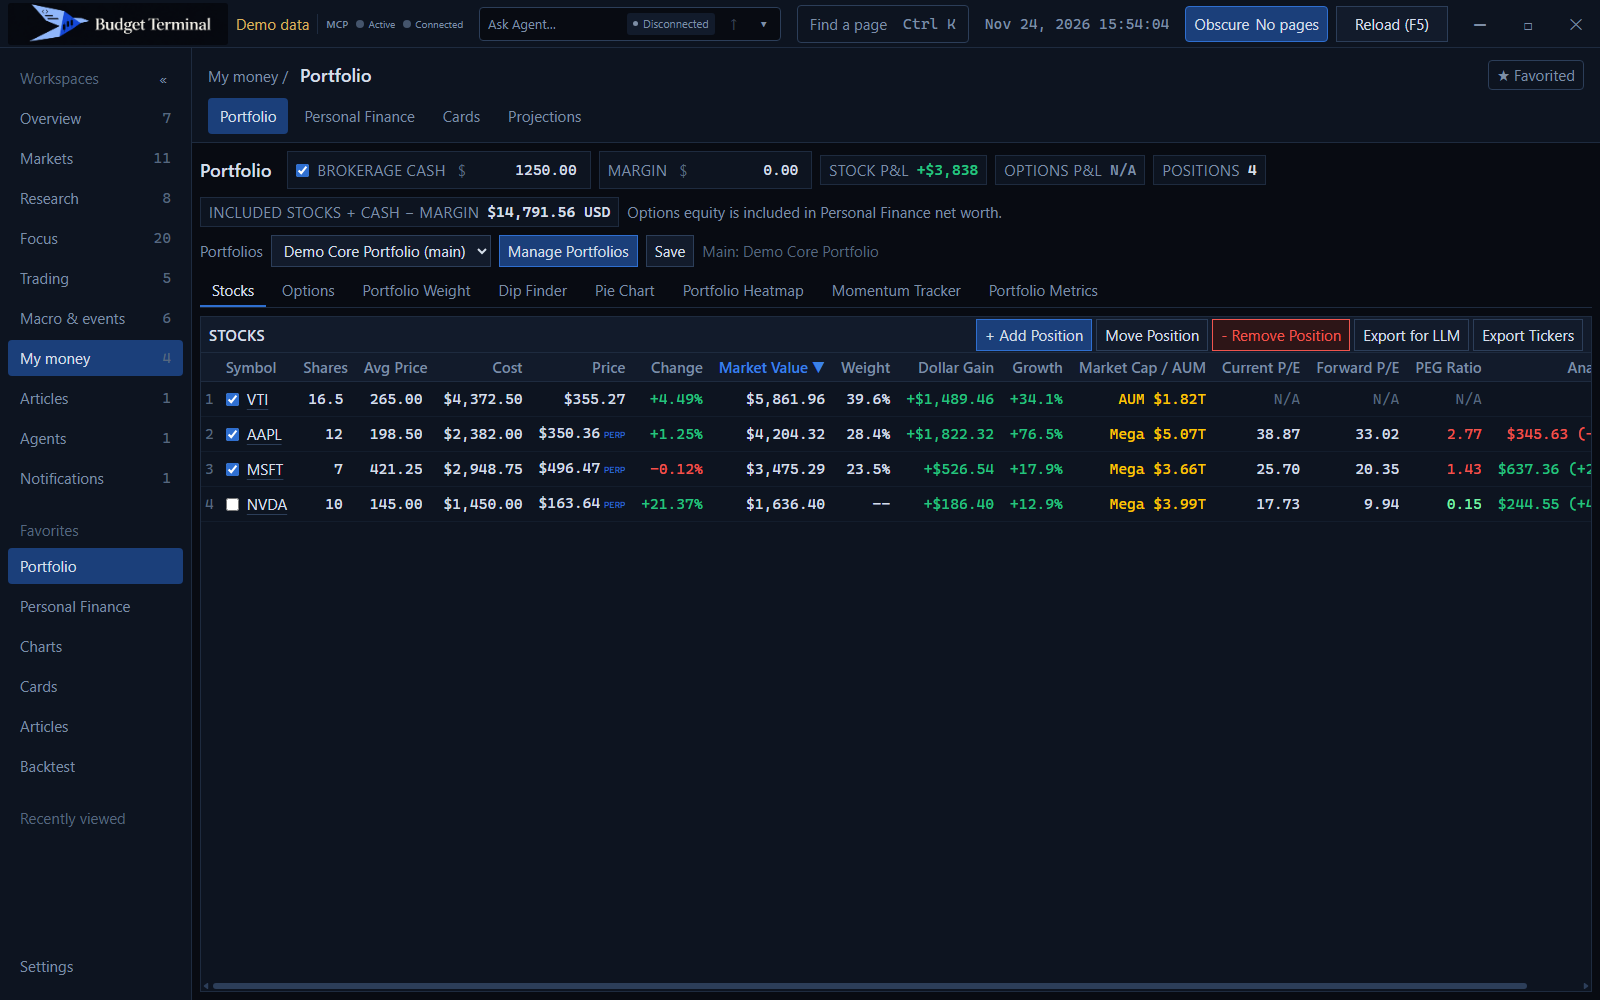 Budget Terminal Demo data MCP Active Connected Ask Agent... Disconnected ↑ ▼ Find a page Ctrl K Nov 24, 2026 15:54:04 Obscure No pages Reload (F5)
Workspaces «
Overview 7
Markets 11
Research 8
Focus 20
Trading 5
Macro & events 6
My money 4
Articles 1
Agents 1
Notifications 1
Favorites
Portfolio
Personal Finance
Charts
Cards
Articles
Backtest
Recently viewed
Settings
My money / Portfolio ★ Favorited
Portfolio Personal Finance Cards Projections
Portfolio BROKERAGE CASH $ 1250.00 MARGIN $ 0.00 STOCK P&L +$3,838 OPTIONS P&L N/A POSITIONS 4
INCLUDED STOCKS + CASH − MARGIN $14,791.56 USD Options equity is included in Personal Finance net worth.
Portfolios Demo Core Portfolio (main) Manage Portfolios Save Main: Demo Core Portfolio
Stocks Options Portfolio Weight Dip Finder Pie Chart Portfolio Heatmap Momentum Tracker Portfolio Metrics
STOCKS + Add Position Move Position - Remove Position Export for LLM Export Tickers
Symbol Shares Avg Price Cost Price Change Market Value ▼ Weight Dollar Gain Growth Market Cap / AUM Current P/E Forward P/E PEG Ratio Ana
1 VTI 16.5 265.00 $4,372.50 $355.27 +4.49% $5,861.96 39.6% +$1,489.46 +34.1% AUM $1.82T N/A N/A N/A
2 AAPL 12 198.50 $2,382.00 $350.36 PERP +1.25% $4,204.32 28.4% +$1,822.32 +76.5% Mega $5.07T 38.87 33.02 2.77 $345.63 (-
3 MSFT 7 421.25 $2,948.75 $496.47 PERP −0.12% $3,475.29 23.5% +$526.54 +17.9% Mega $3.66T 25.70 20.35 1.43 $637.36 (+2
4 NVDA 10 145.00 $1,450.00 $163.64 PERP +21.37% $1,636.40 -- +$186.40 +12.9% Mega $3.99T 17.73 9.94 0.15 $244.55 (+4